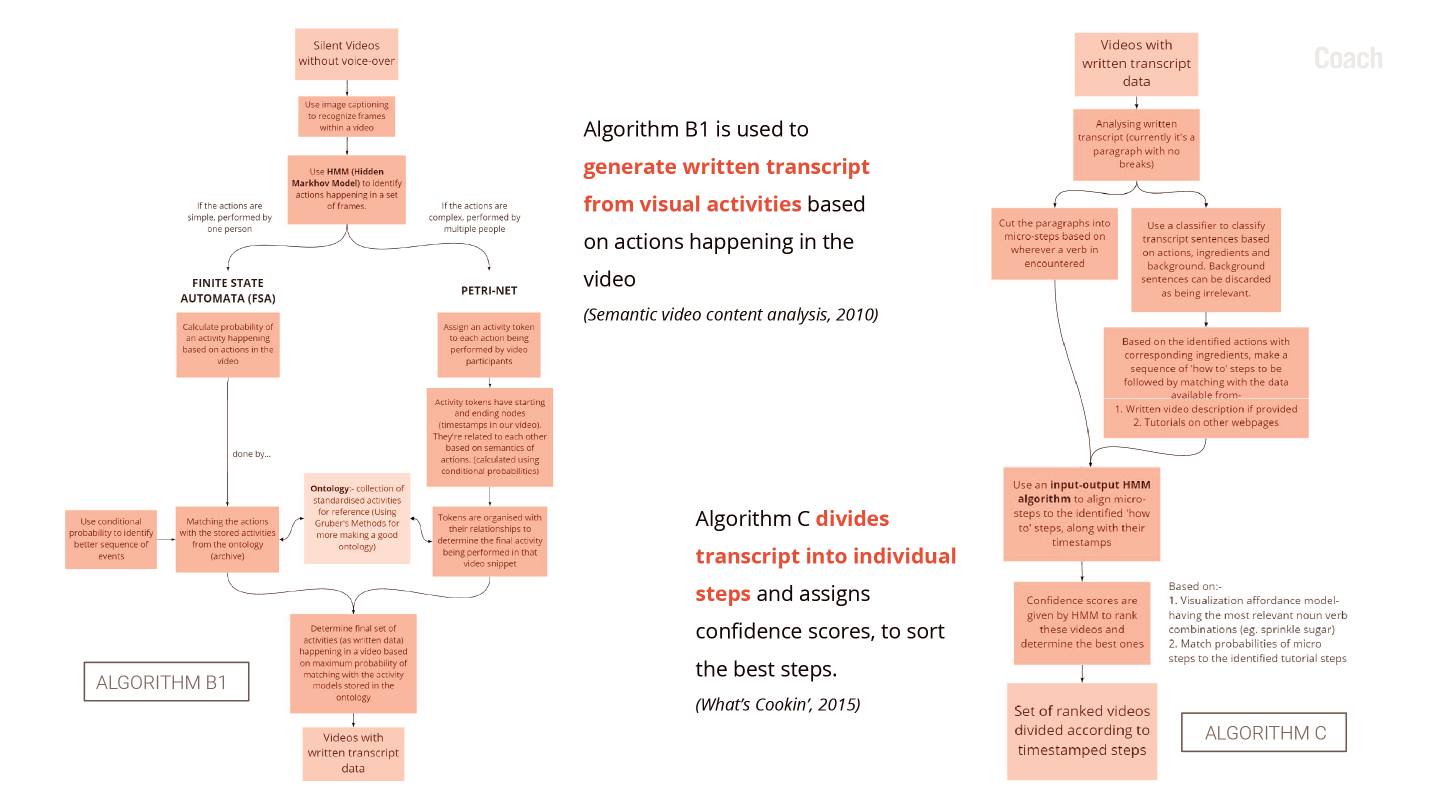 Silent Videos
without voice-over
Use image captioning
to recognize frames
within a video
Use HMM (Hidden
Markhov Model) to identify
actions happening in a set
of frames.
If the actions are
simple, performed by
one person
If the actions are
complex, performed by
multiple people
FINITE STATE
AUTOMATA (FSA)
Calculate probability of
an activity happening
based on actions in the
video
done by...
Use conditional
probability to identify
better sequence of
events
Matching the actions
with the stored activities
from the ontology
(archive)
Ontology:- collection of
standardised activities
for reference (Using
Gruber's Methods for
more making a good
ontology)
PETRI-NET
Assign an activity token
to each action being
performed by video
participants
Activity tokens have starting
and ending nodes
(timestamps in our video).
They're related to each other
based on semantics of
actions. (calculated using
conditional probabilities)
Tokens are organised with
their relationships to
determine the final activity
being performed in that
video snippet
Determine final set of
activities (as written data)
happening in a video based
on maximum probability of
matching with the activity
models stored in the
ontology
Videos with
written transcript
data
ALGORITHM B1
Algorithm B1 is used to
generate written transcript
from visual activities based
on actions happening in the
video
(Semantic video content analysis, 2010)
Algorithm C divides
transcript into individual
steps and assigns
confidence scores, to sort
the best steps.
(What's Cookin', 2015)
Coach
Videos with
written transcript
data
Analysing written
transcript (currently it's a
paragraph with no
breaks)
Cut the paragraphs into
micro-steps based on
wherever a verb in
encountered
Use a classifier to classify
transcript sentences based
on actions, ingredients and
background. Background
sentences can be discarded
as being irrelevant.
Based on the identified actions with
corresponding ingredients, make a
sequence of 'how to' steps to be
followed by matching with the data
available from-
1. Written video description if provided
2. Tutorials on other webpages
Use an input-output HMM
algorithm to align micro-
steps to the identified 'how
to' steps, along with their
timestamps
Confidence scores are
given by HMM to rank
these videos and
determine the best ones
Based on:-
1. Visualization affordance model-
having the most relevant noun verb
combinations (eg. sprinkle sugar)
2. Match probabilities of micro
steps to the identified tutorial steps
Set of ranked videos
divided according to
timestamped steps
ALGORITHM C